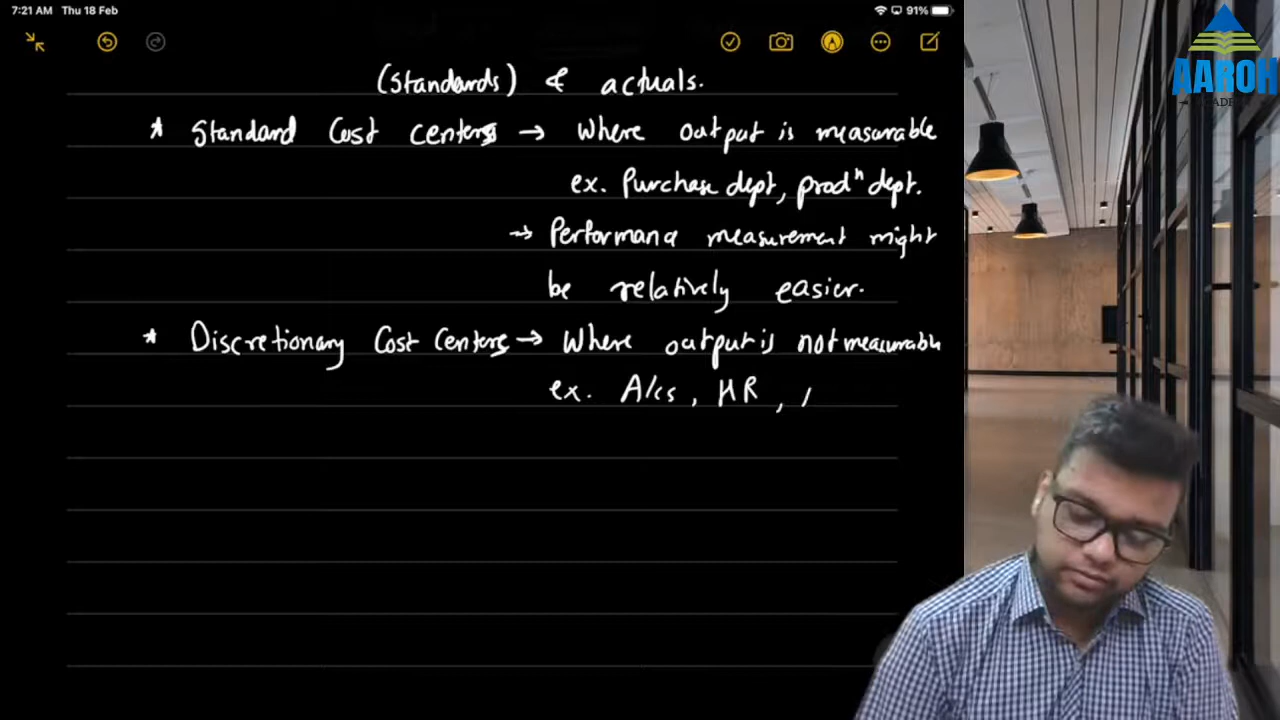 7:21 AM Thu 18 Feb
91%
AAROH
ACADEMY
(Standards) & actuals.
* Standard Cost Centers → Where output is measurable
ex. Purchase dept, prodⁿ dept.
→ Performance measurement might
be relatively easier.
* Discretionary Cost Centers → Where output is not measurable
ex. A/cs, HR ,